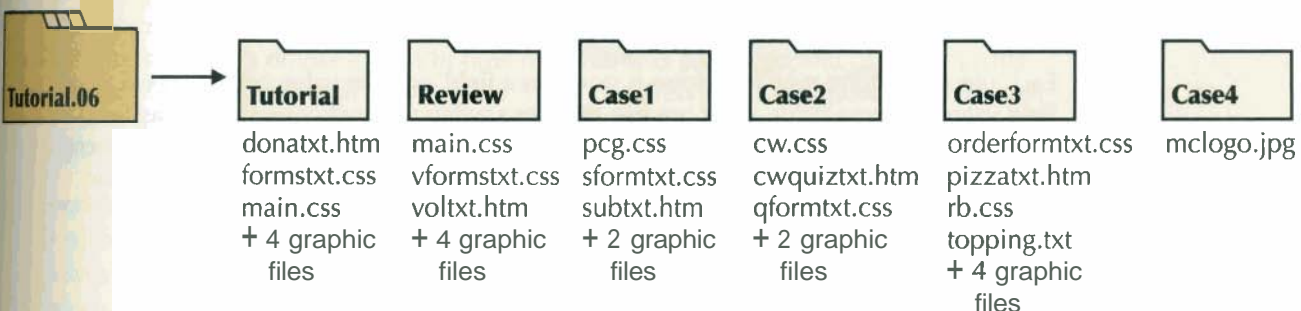 Tutorial.06
Tutorial
donatxt.htm
formstxt.css
main.css
+ 4 graphic
files
Review
main.css
vformstxt.css
voltxt.htm
+ 4 graphic
files
Case1
pcg.css
sformtxt.css
subtxt.htm
+ 2 graphic
files
Case2
cw.css
cwquiztxt.htm
qformtxt.css
+ 2 graphic
files
Case3
orderformtxt.css
pizzatxt.htm
rb.css
topping.txt
+ 4 graphic
files
Case4
mclogo.jpg